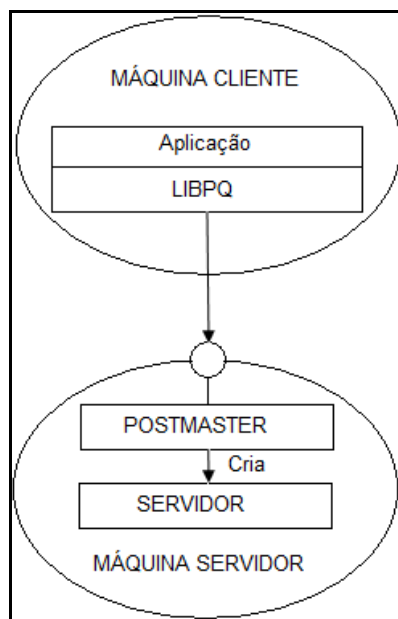 MÁQUINA CLIENTE
Aplicação
LIBPQ
POSTMASTER
Cria
SERVIDOR
MÁQUINA SERVIDOR